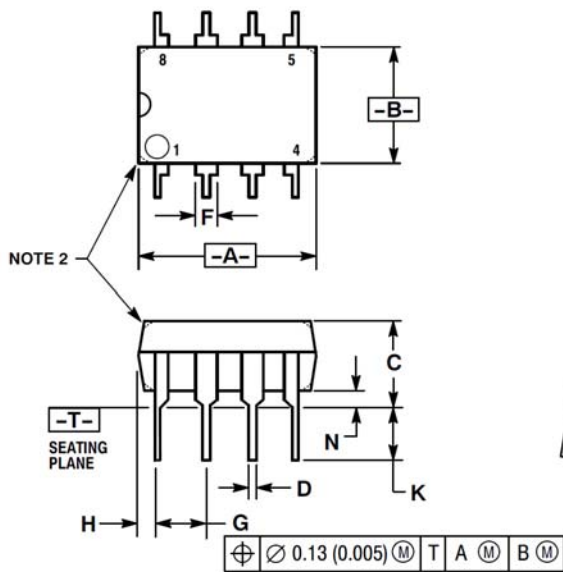 8 5
-B-
1 4
F
NOTE 2
-A-
C
-T-
N
SEATING
PLANE
D
K
H
G
⌖ ∅ 0.13 (0.005) Ⓜ T A Ⓜ B Ⓜ